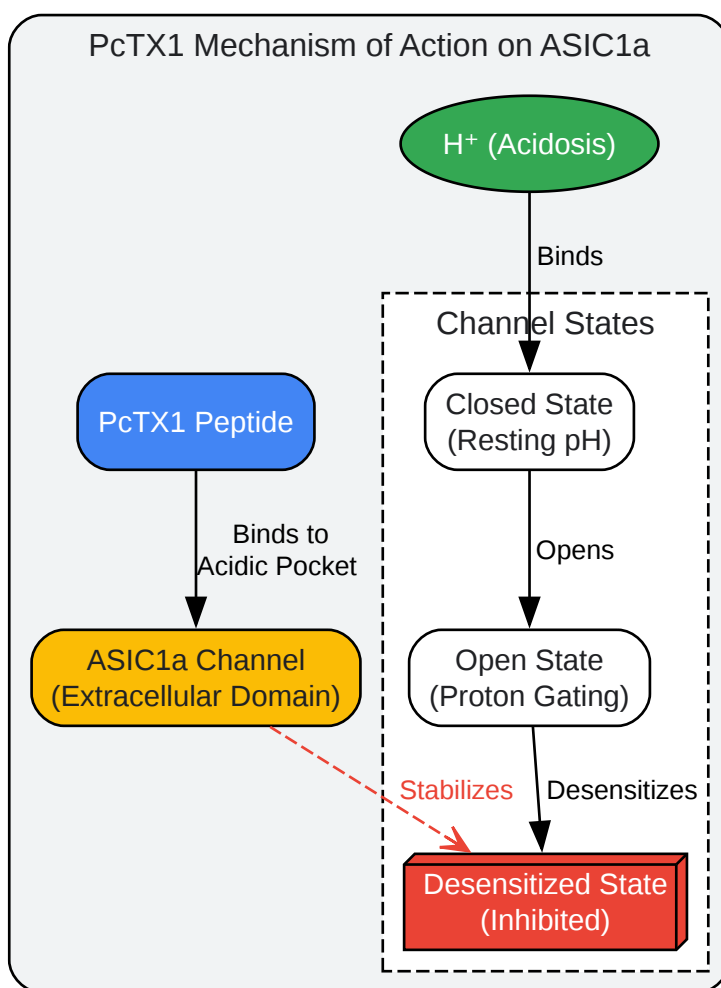 PcTX1 Mechanism of Action on ASIC1a
H⁺ (Acidosis)
Binds
Channel States
PcTX1 Peptide
Closed State
(Resting pH)
Binds to
Acidic Pocket
Opens
ASIC1a Channel
(Extracellular Domain)
Open State
(Proton Gating)
Stabilizes
Desensitizes
Desensitized State
(Inhibited)